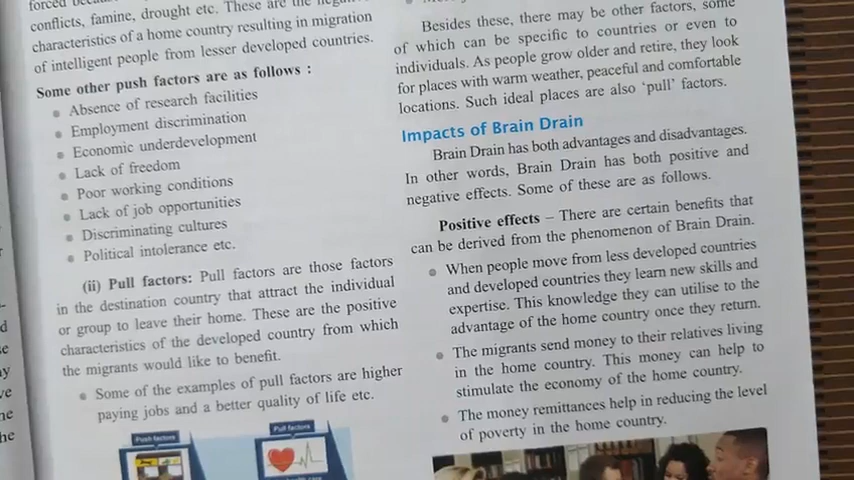 conflicts, famine, drought etc. These are the
characteristics of a home country resulting in migration
of intelligent people from lesser developed countries.
Some other push factors are as follows :
Absence of research facilities
Employment discrimination
Economic underdevelopment
Lack of freedom
Poor working conditions
Lack of job opportunities
Discriminating cultures
Political intolerance etc.
(ii) Pull factors: Pull factors are those factors
in the destination country that attract the individual
or group to leave their home. These are the positive
characteristics of the developed country from which
the migrants would like to benefit.
Some of the examples of pull factors are higher
paying jobs and a better quality of life etc.
Push factors
Pull factors
Besides these, there may be other factors, some
of which can be specific to countries or even to
individuals. As people grow older and retire, they look
for places with warm weather, peaceful and comfortable
locations. Such ideal places are also 'pull' factors.
Impacts of Brain Drain
Brain Drain has both advantages and disadvantages.
In other words, Brain Drain has both positive and
negative effects. Some of these are as follows.
Positive effects – There are certain benefits that
can be derived from the phenomenon of Brain Drain.
When people move from less developed countries
and developed countries they learn new skills and
expertise. This knowledge they can utilise to the
advantage of the home country once they return.
The migrants send money to their relatives living
in the home country. This money can help to
stimulate the economy of the home country.
The money remittances help in reducing the level
of poverty in the home country.